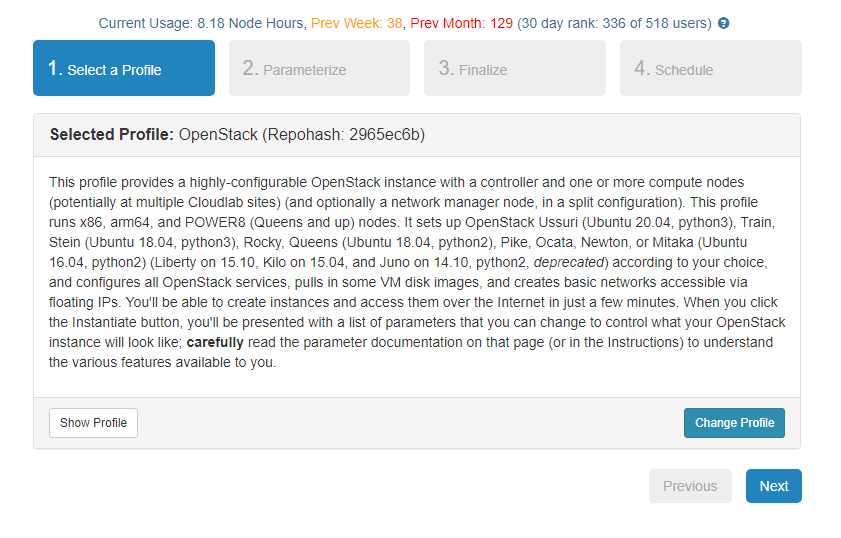 Current Usage: 8.18 Node Hours, Prev Week: 38, Prev Month: 129 (30 day rank: 336 of 518 users) ?
1. Select a Profile
2. Parameterize
3. Finalize
4. Schedule
Selected Profile: OpenStack (Repohash: 2965ec6b)
This profile provides a highly-configurable OpenStack instance with a controller and one or more compute nodes
(potentially at multiple Cloudlab sites) (and optionally a network manager node, in a split configuration). This profile
runs x86, arm64, and POWER8 (Queens and up) nodes. It sets up OpenStack Ussuri (Ubuntu 20.04, python3), Train,
Stein (Ubuntu 18.04, python3), Rocky, Queens (Ubuntu 18.04, python2), Pike, Ocata, Newton, or Mitaka (Ubuntu
16.04, python2) (Liberty on 15.10, Kilo on 15.04, and Juno on 14.10, python2, deprecated) according to your choice,
and configures all OpenStack services, pulls in some VM disk images, and creates basic networks accessible via
floating IPs. You'll be able to create instances and access them over the Internet in just a few minutes. When you click
the Instantiate button, you'll be presented with a list of parameters that you can change to control what your OpenStack
instance will look like; carefully read the parameter documentation on that page (or in the Instructions) to understand
the various features available to you.
Show Profile
Change Profile
Previous
Next